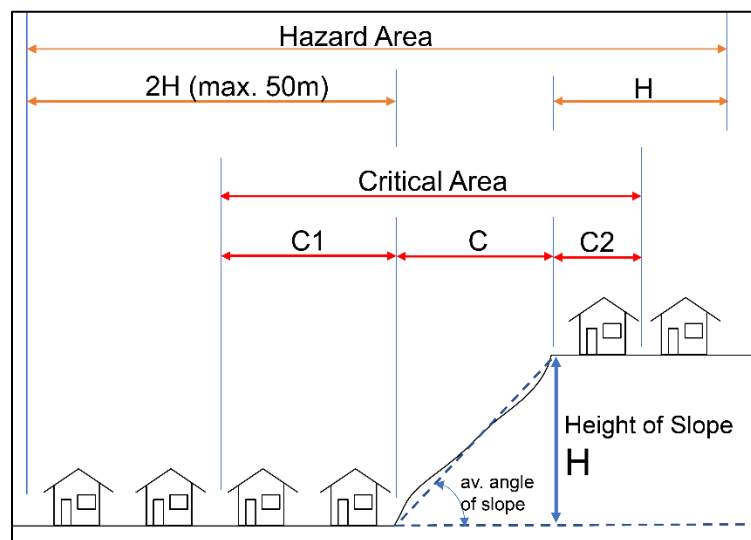 Hazard Area
2H (max. 50m)
H
Critical Area
C1
C
C2
Height of Slope
H
av. angle
of slope